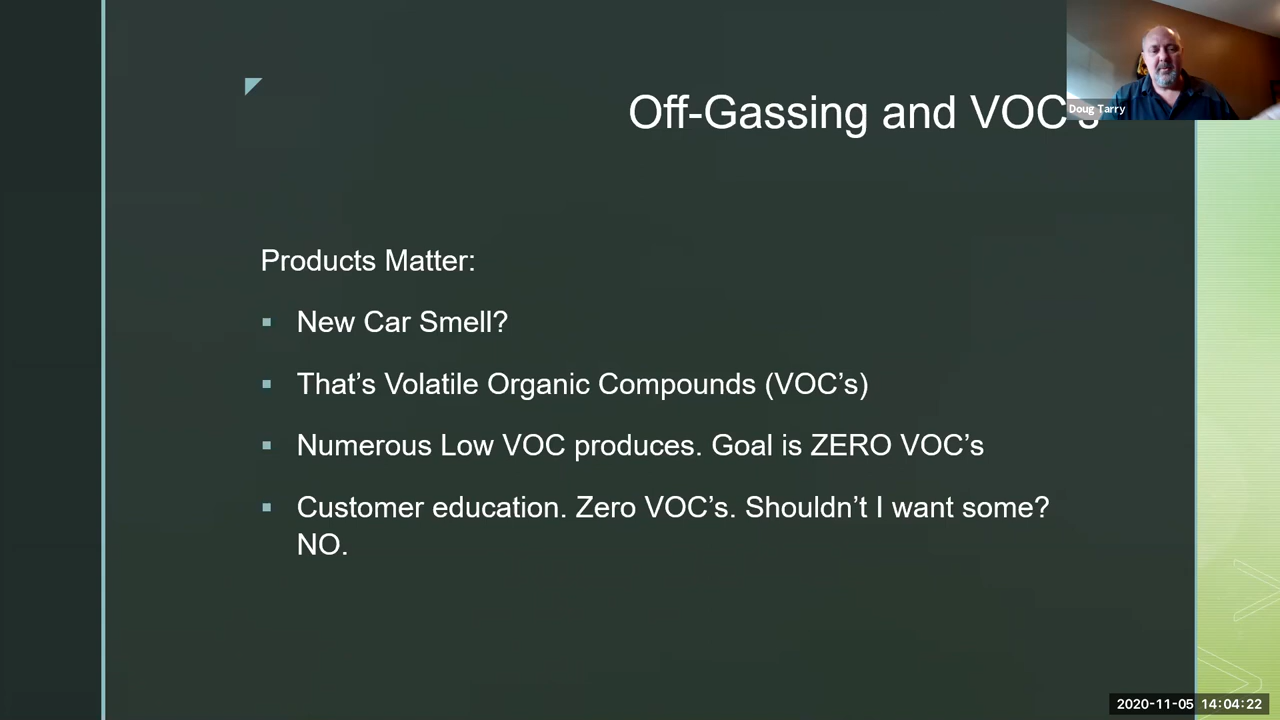 Off-Gassing and VOC's
Doug Tarry
Products Matter:
▪ New Car Smell?
▪ That’s Volatile Organic Compounds (VOC’s)
▪ Numerous Low VOC produces. Goal is ZERO VOC’s
▪ Customer education. Zero VOC’s. Shouldn’t I want some?
NO.
2020-11-05 14:04:22